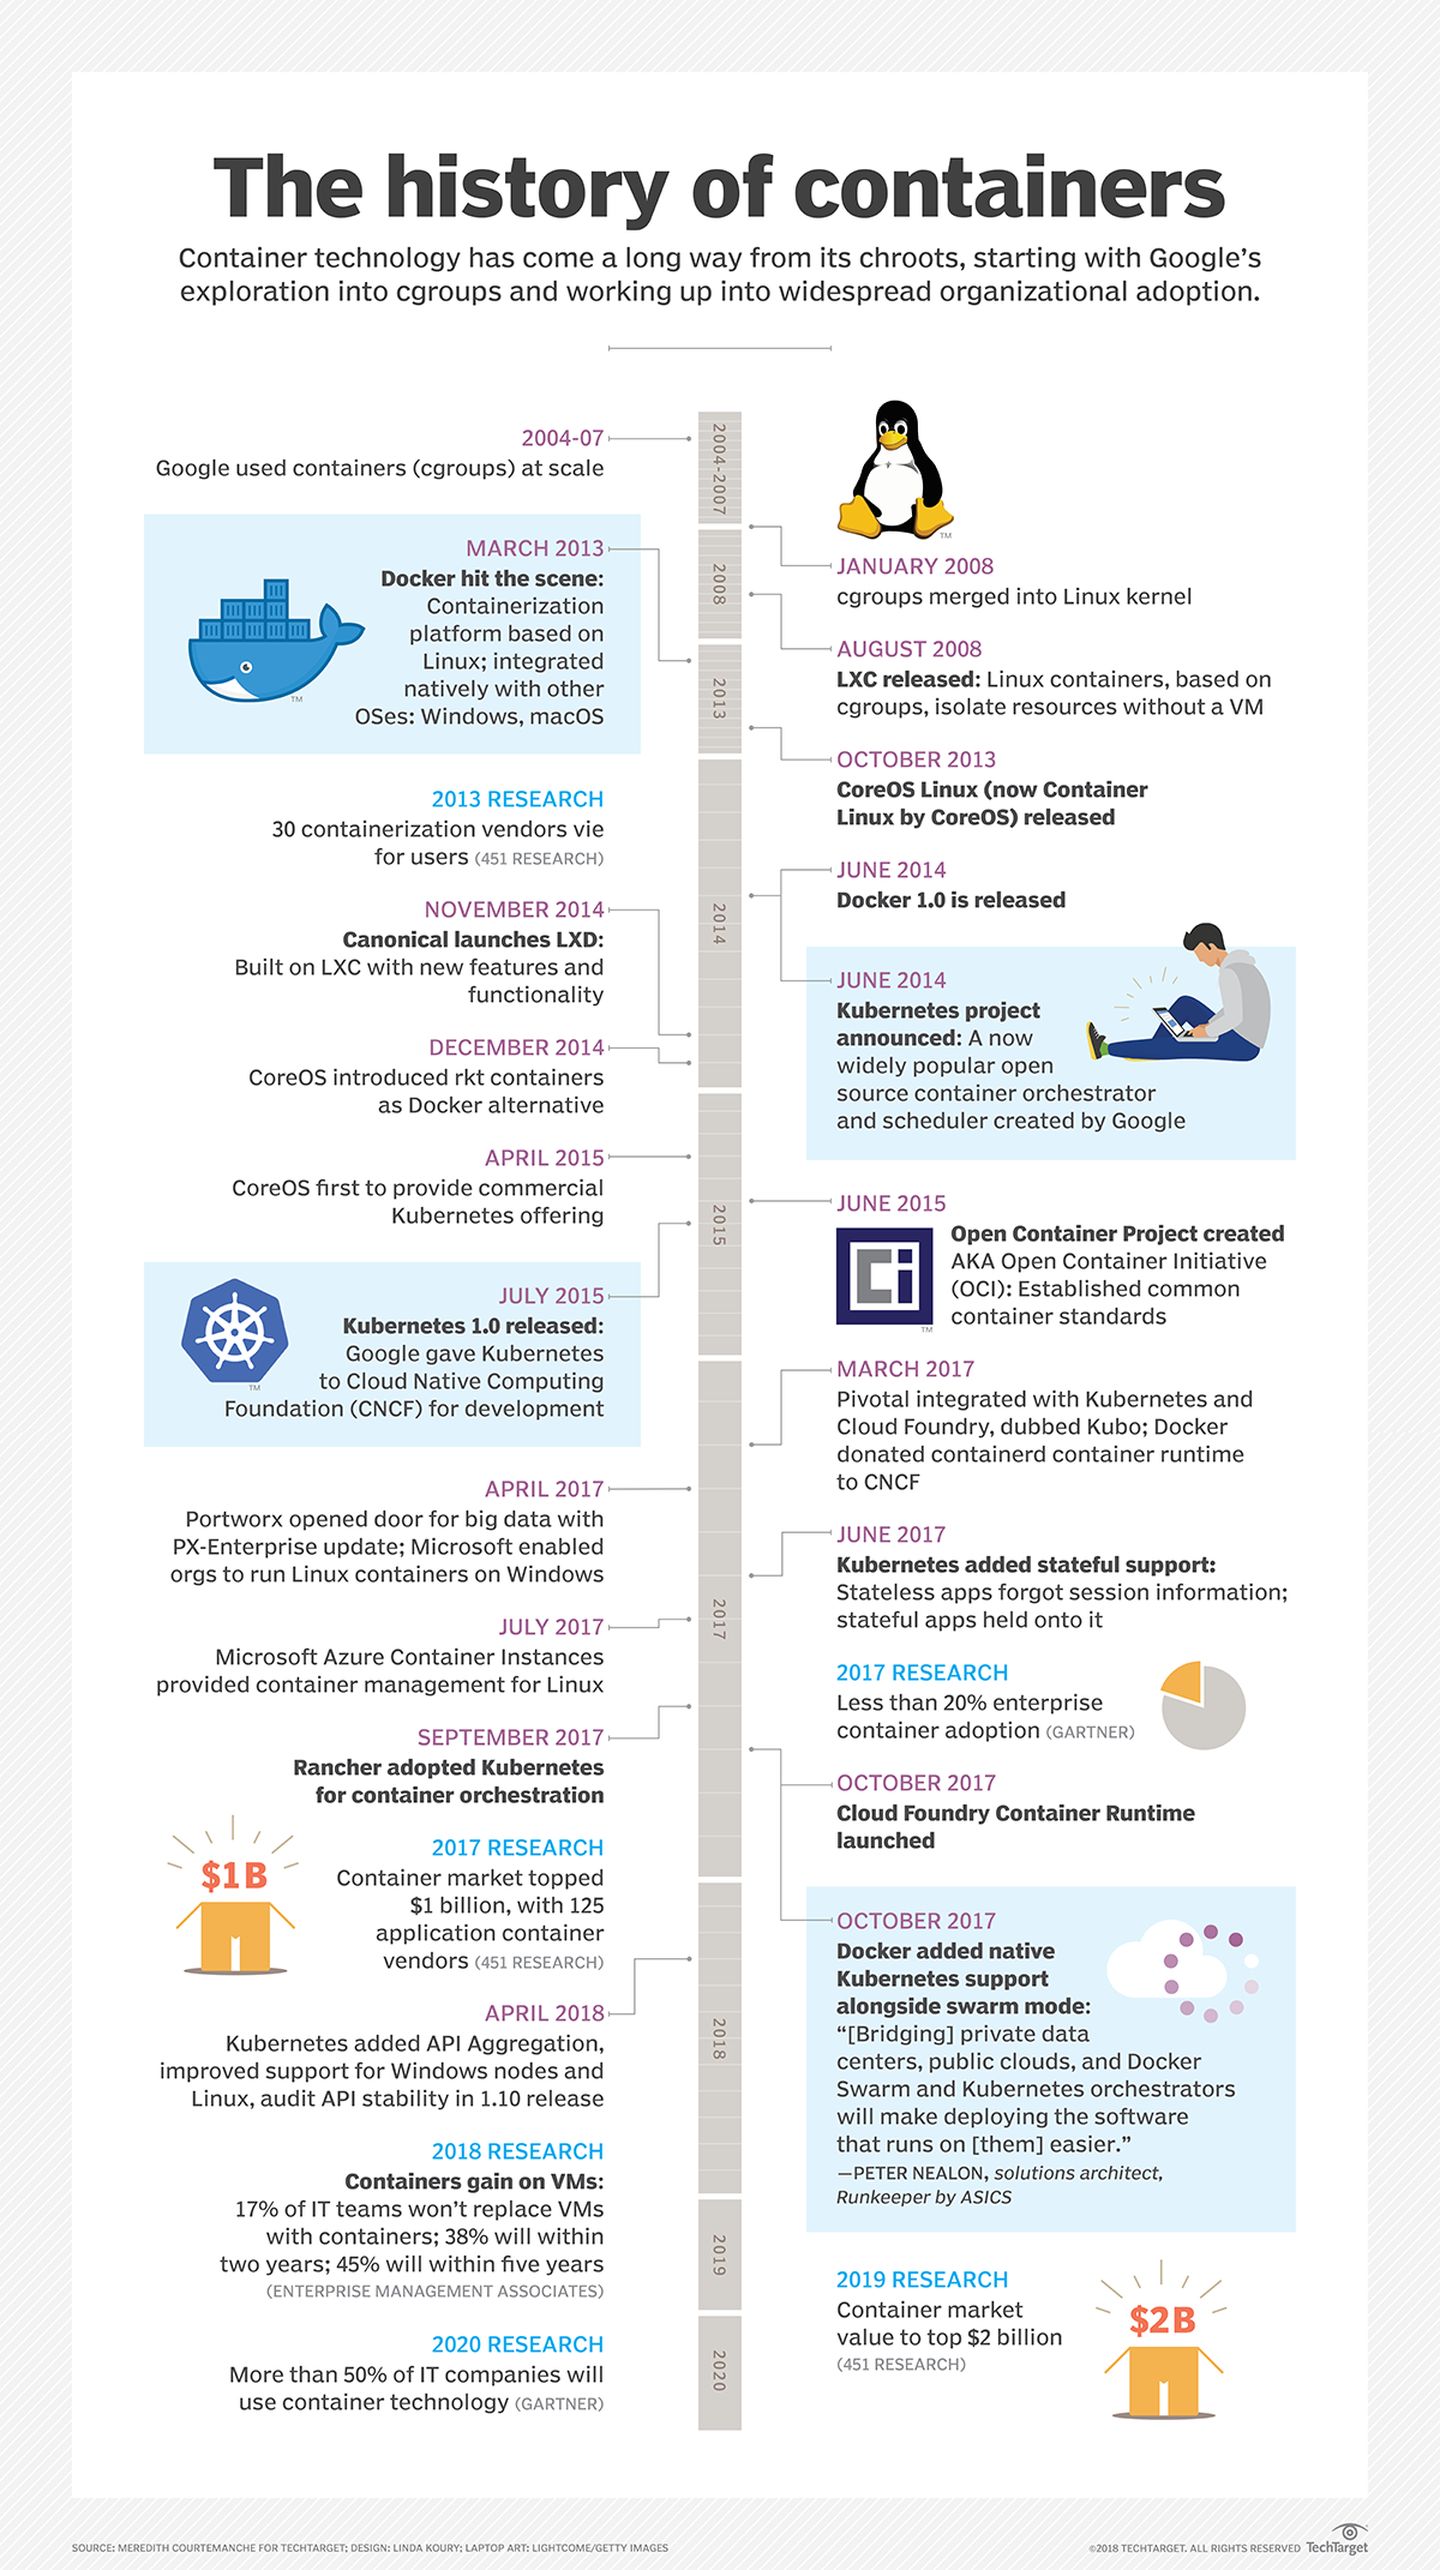 The history of containers
Container technology has come a long way from its chroots, starting with Google’s
exploration into cgroups and working up into widespread organizational adoption.
2004-07
Google used containers (cgroups) at scale
2004-2007
JANUARY 2008
cgroups merged into Linux kernel
TM
MARCH 2013
Docker hit the scene:
Containerization
platform based on
Linux; integrated
natively with other
OSes: Windows, macOS
TM
2008
AUGUST 2008
LXC released: Linux containers, based on
cgroups, isolate resources without a VM
2013
OCTOBER 2013
CoreOS Linux (now Container
Linux by CoreOS) released
2013 RESEARCH
30 containerization vendors vie
for users (451 RESEARCH)
JUNE 2014
Docker 1.0 is released
NOVEMBER 2014
Canonical launches LXD:
Built on LXC with new features and
functionality
2014
JUNE 2014
Kubernetes project
announced: A now
widely popular open
source container orchestrator
and scheduler created by Google
DECEMBER 2014
CoreOS introduced rkt containers
as Docker alternative
APRIL 2015
CoreOS first to provide commercial
Kubernetes offering
2015
JUNE 2015
Open Container Project created
AKA Open Container Initiative
(OCI): Established common
container standards
TM
JULY 2015
Kubernetes 1.0 released:
Google gave Kubernetes
to Cloud Native Computing
Foundation (CNCF) for development
TM
MARCH 2017
Pivotal integrated with Kubernetes and
Cloud Foundry, dubbed Kubo; Docker
donated containerd container runtime
to CNCF
APRIL 2017
Portworx opened door for big data with
PX-Enterprise update; Microsoft enabled
orgs to run Linux containers on Windows
JUNE 2017
Kubernetes added stateful support:
Stateless apps forgot session information;
stateful apps held onto it
2017
JULY 2017
Microsoft Azure Container Instances
provided container management for Linux
2017 RESEARCH
Less than 20% enterprise
container adoption (GARTNER)
SEPTEMBER 2017
Rancher adopted Kubernetes
for container orchestration
OCTOBER 2017
Cloud Foundry Container Runtime
launched
2017 RESEARCH
Container market topped
$1 billion, with 125
application container
vendors (451 RESEARCH)
$1B
OCTOBER 2017
Docker added native
Kubernetes support
alongside swarm mode:
“[Bridging] private data
centers, public clouds, and Docker
Swarm and Kubernetes orchestrators
will make deploying the software
that runs on [them] easier.”
—PETER NEALON, solutions architect,
Runkeeper by ASICS
APRIL 2018
Kubernetes added API Aggregation,
improved support for Windows nodes and
Linux, audit API stability in 1.10 release
2018
2018 RESEARCH
Containers gain on VMs:
17% of IT teams won’t replace VMs
with containers; 38% will within
two years; 45% will within five years
(ENTERPRISE MANAGEMENT ASSOCIATES)
2019
2019 RESEARCH
Container market
value to top $2 billion
(451 RESEARCH)
$2B
2020 RESEARCH
More than 50% of IT companies will
use container technology (GARTNER)
2020
SOURCE: MEREDITH COURTEMANCHE FOR TECHTARGET; DESIGN: LINDA KOURY; LAPTOP ART: LIGHTCOME/GETTY IMAGES
©2018 TECHTARGET. ALL RIGHTS RESERVED TechTarget